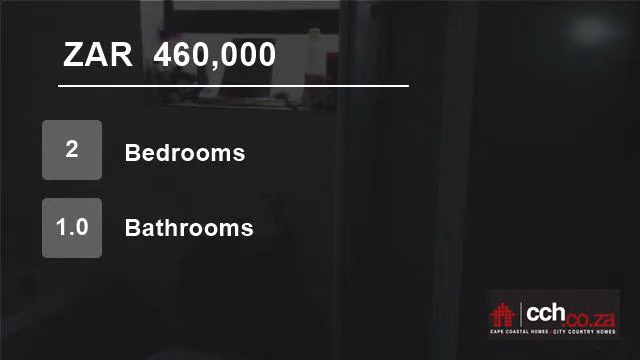 ZAR 460,000
2
Bedrooms
1.0
Bathrooms
cch.co.za
CAPE COASTAL HOMES - CITY COUNTRY HOMES